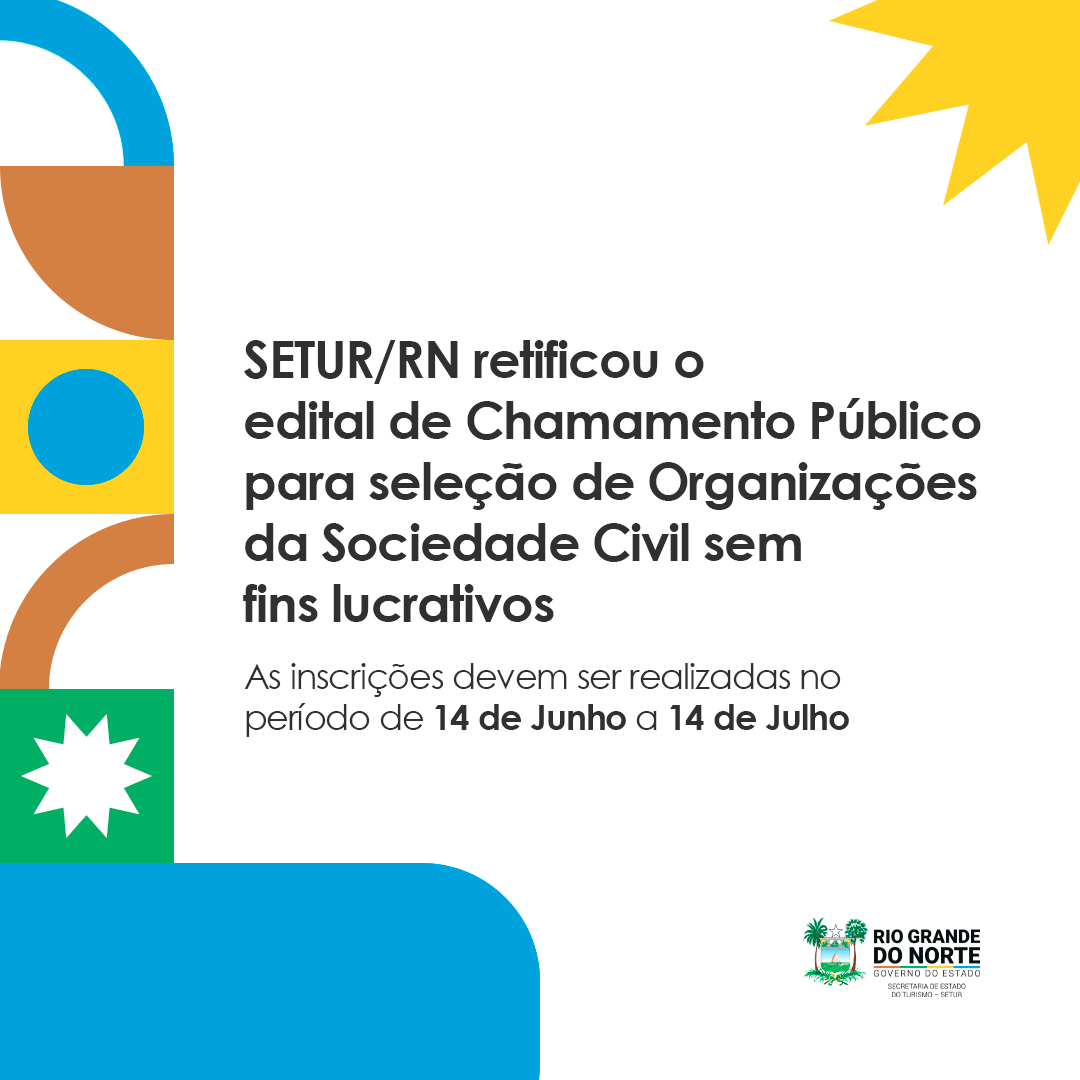 SETUR/RN retificou o
edital de Chamamento Público
para seleção de Organizações
da Sociedade Civil sem
fins lucrativos
As inscrições devem ser realizadas no
período de 14 de Junho a 14 de Julho
RIO GRANDE
DO NORTE
GOVERNO DO ESTADO
SECRETARIA DE ESTADO
DO TURISMO – SETUR